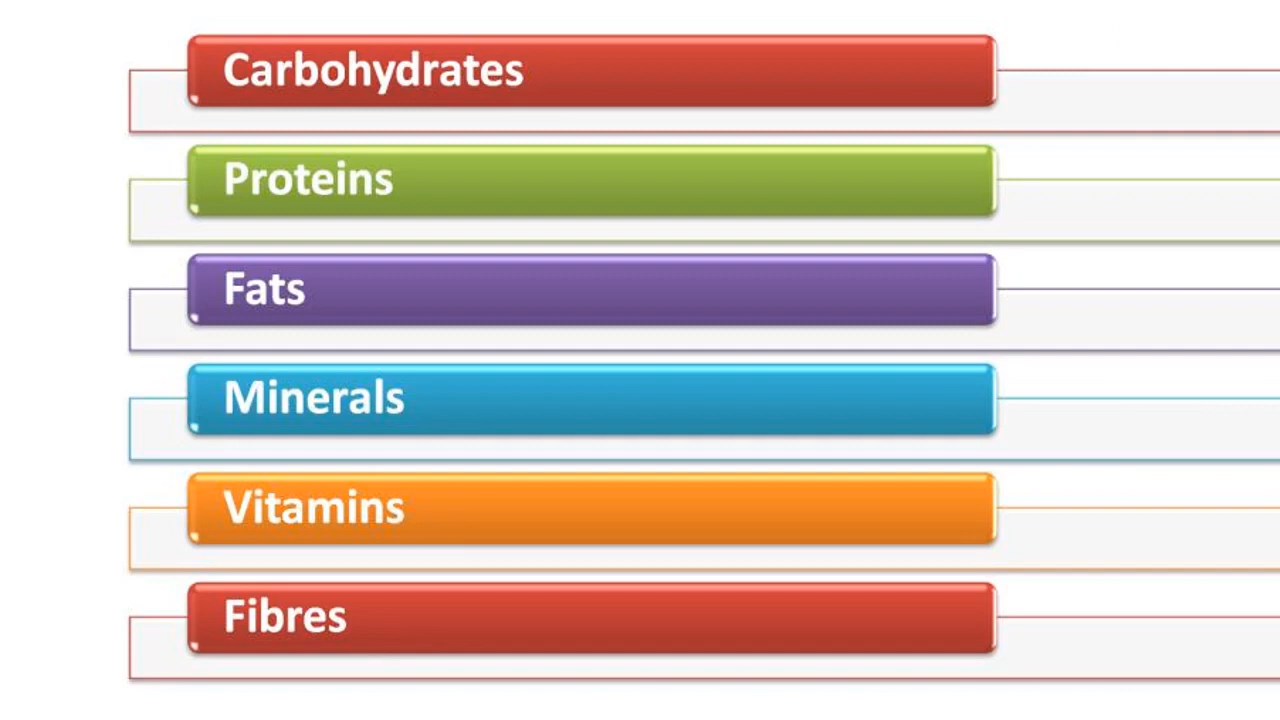 Carbohydrates
Proteins
Fats
Minerals
Vitamins
Fibres